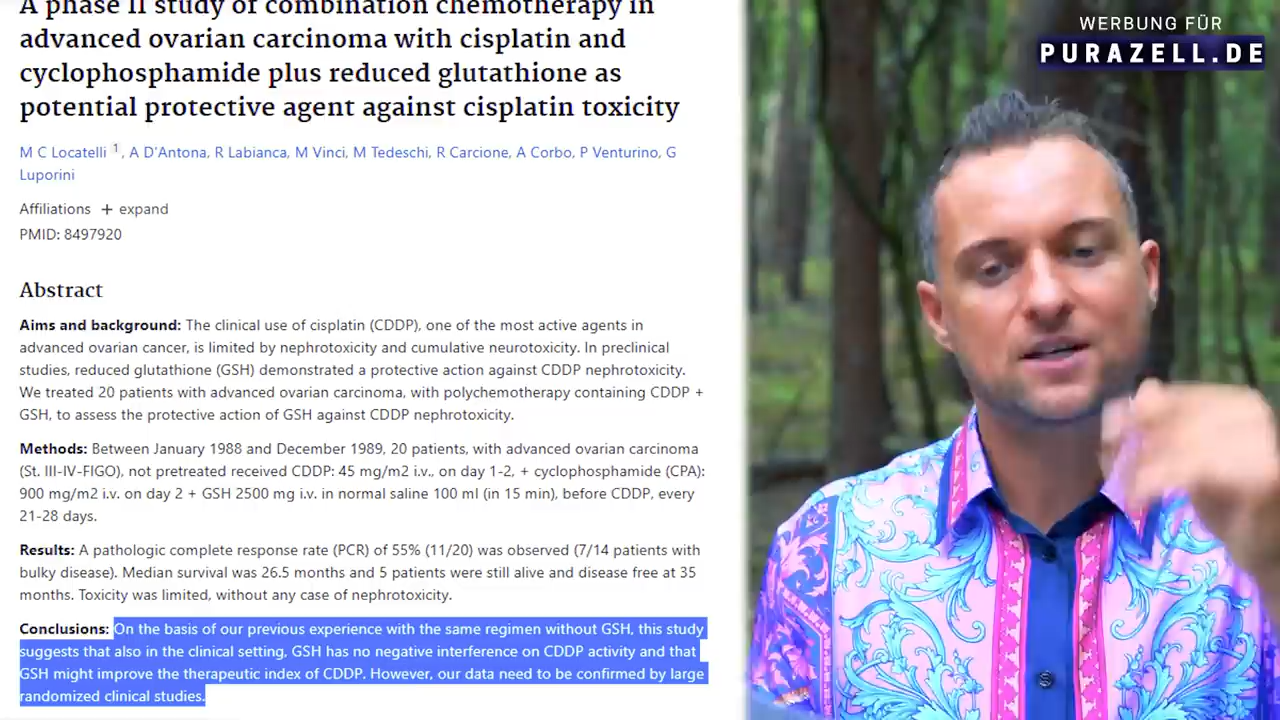 A phase II study of combination chemotherapy in
advanced ovarian carcinoma with cisplatin and
cyclophosphamide plus reduced glutathione as
potential protective agent against cisplatin toxicity
M C Locatelli 1, A D'Antona, R Labianca, M Vinci, M Tedeschi, R Carcione, A Corbo, P Venturino, G
Luporini
Affiliations + expand
PMID: 8497920
Abstract
Aims and background: The clinical use of cisplatin (CDDP), one of the most active agents in
advanced ovarian cancer, is limited by nephrotoxicity and cumulative neurotoxicity. In preclinical
studies, reduced glutathione (GSH) demonstrated a protective action against CDDP nephrotoxicity.
We treated 20 patients with advanced ovarian carcinoma, with polychemotherapy containing CDDP +
GSH, to assess the protective action of GSH against CDDP nephrotoxicity.
Methods: Between January 1988 and December 1989, 20 patients, with advanced ovarian carcinoma
(St. III-IV-FIGO), not pretreated received CDDP: 45 mg/m2 i.v., on day 1-2, + cyclophosphamide (CPA):
900 mg/m2 i.v. on day 2 + GSH 2500 mg i.v. in normal saline 100 ml (in 15 min), before CDDP, every
21-28 days.
Results: A pathologic complete response rate (PCR) of 55% (11/20) was observed (7/14 patients with
bulky disease). Median survival was 26.5 months and 5 patients were still alive and disease free at 35
months. Toxicity was limited, without any case of nephrotoxicity.
Conclusions: On the basis of our previous experience with the same regimen without GSH, this study
suggests that also in the clinical setting, GSH has no negative interference on CDDP activity and that
GSH might improve the therapeutic index of CDDP. However, our data need to be confirmed by large
randomized clinical studies.
WERBUNG FÜR
PURAZELL.DE